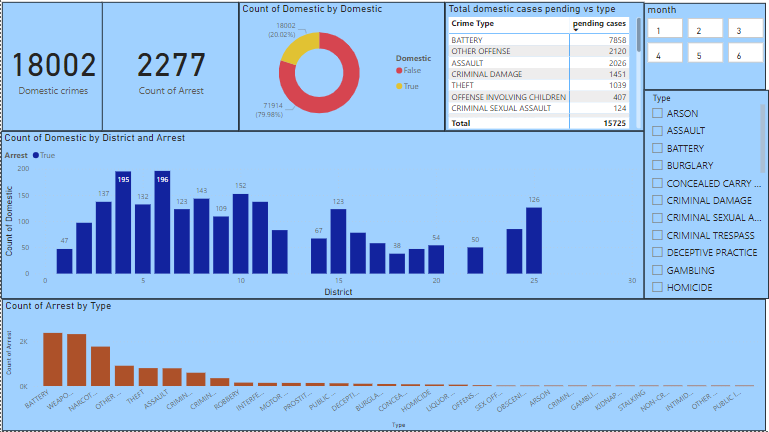 18002
Domestic crimes
2277
Count of Arrest
Count of Domestic by Domestic
18002
(20.02%)
71914
(79.98%)
Domestic
False
True
Total domestic cases pending vs type
Crime Type pending cases
BATTERY 7858
OTHER OFFENSE 2120
ASSAULT 2026
CRIMINAL DAMAGE 1451
THEFT 1039
OFFENSE INVOLVING CHILDREN 407
CRIMINAL SEXUAL ASSAULT 124
Total 15725
month
1 2 3
4 5 6
Type
ARSON
ASSAULT
BATTERY
BURGLARY
CONCEALED CARRY ...
CRIMINAL DAMAGE
CRIMINAL SEXUAL A...
CRIMINAL TRESPASS
DECEPTIVE PRACTICE
GAMBLING
HOMICIDE
Count of Domestic by District and Arrest
Arrest True
Count of Domestic
200
150
100
50
0
47 137 195 132 196 123 143 109 152 67 123 38 54 50 126
0 5 10 15 20 25 30
District
Count of Arrest by Type
Count of Arrest
2K
0K
BATTERY
WEAPO...
NARCOT...
OTHER ...
THEFT
ASSAULT
CRIMIN...
CRIMIN...
ROBBERY
INTERFE...
MOTOR ...
PROSTIT...
PUBLIC ...
DECEPTI...
BURGLA...
CONCEA...
HOMICIDE
LIQUOR ...
OFFENS...
SEX OFF...
OBSCENI...
ARSON
CRIMIN...
GAMBLI...
KIDNAP...
STALKING
NON-CR...
INTIMID...
OTHER ...
PUBLIC I...
Type